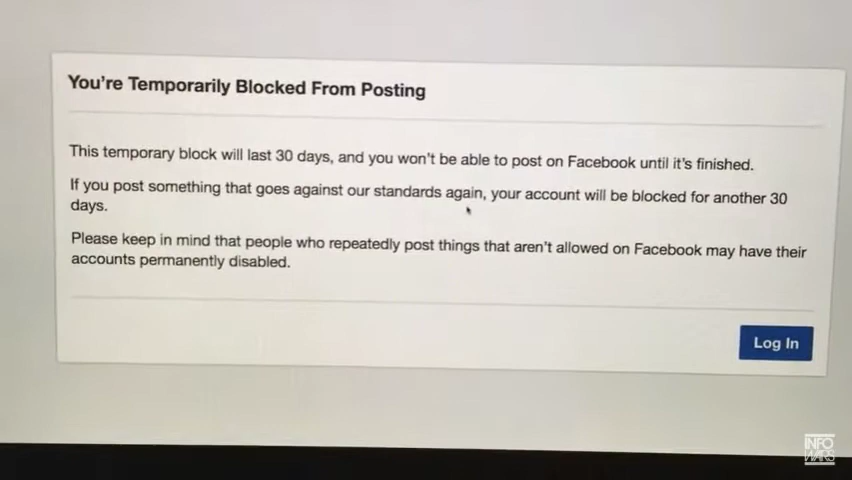 You're Temporarily Blocked From Posting
This temporary block will last 30 days, and you won't be able to post on Facebook until it's finished.
If you post something that goes against our standards again, your account will be blocked for another 30
days.
Please keep in mind that people who repeatedly post things that aren't allowed on Facebook may have their
accounts permanently disabled.
Log In
INFO
WARS